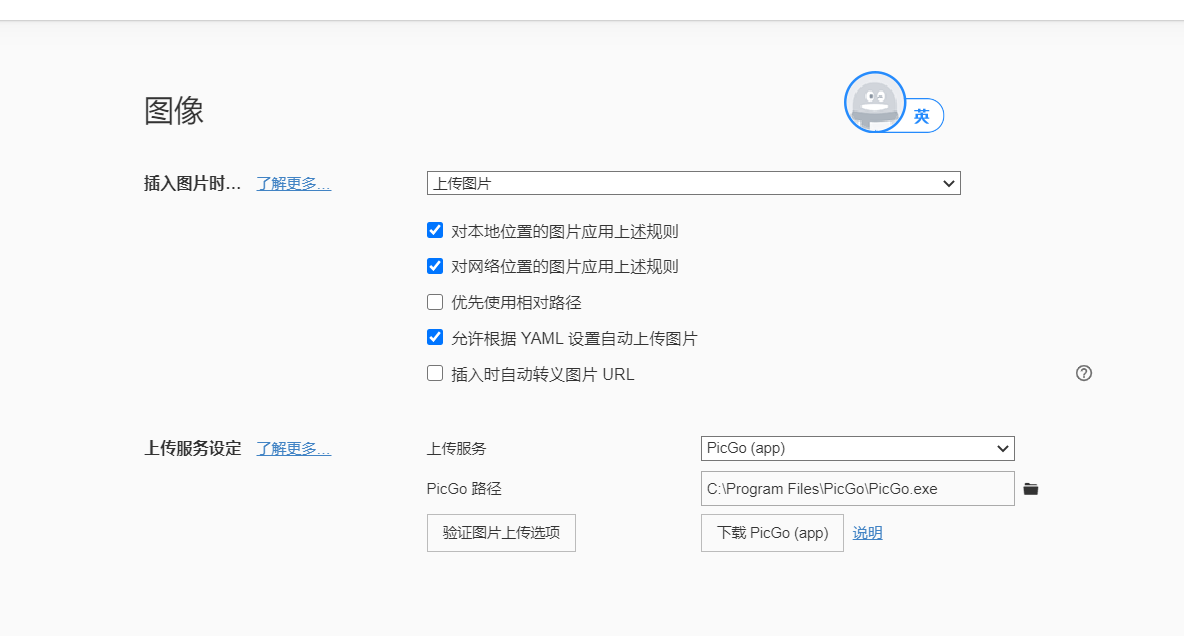 图像
英
插入图片时... 了解更多... 上传图片
对本地位置的图片应用上述规则
对网络位置的图片应用上述规则
优先使用相对路径
允许根据 YAML 设置自动上传图片
插入时自动转义图片 URL
上传服务设定 了解更多... 上传服务 PicGo (app)
PicGo 路径 C:\Program Files\PicGo\PicGo.exe
验证图片上传选项 下载 PicGo (app) 说明